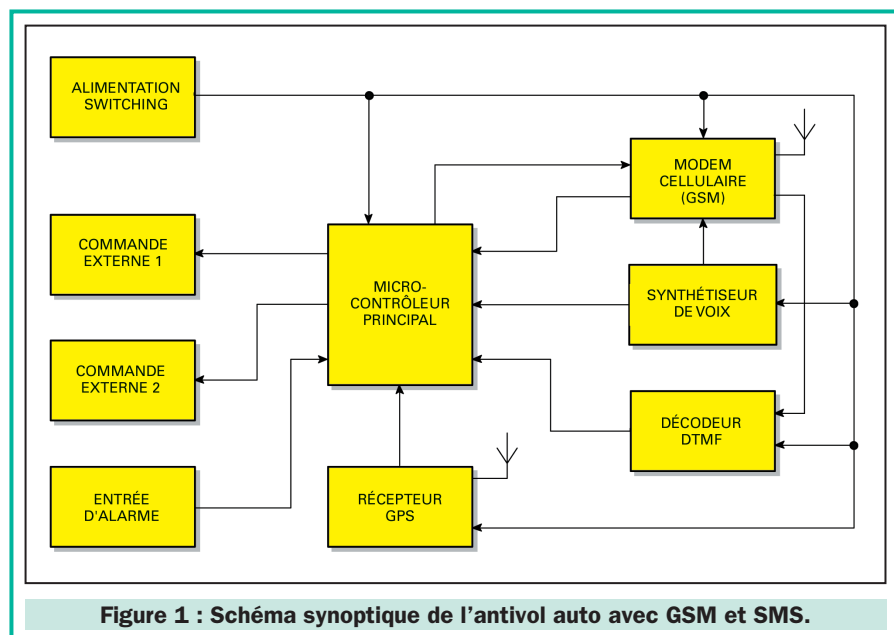 ALIMENTATION
SWITCHING
MODEM
CELLULAIRE
(GSM)
COMMANDE
EXTERNE 1
MICRO-
CONTRÔLEUR
PRINCIPAL
SYNTHÉTISEUR
DE VOIX
COMMANDE
EXTERNE 2
DÉCODEUR
DTMF
ENTRÉE
D'ALARME
RÉCEPTEUR
GPS
Figure 1 : Schéma synoptique de l'antivol auto avec GSM et SMS.